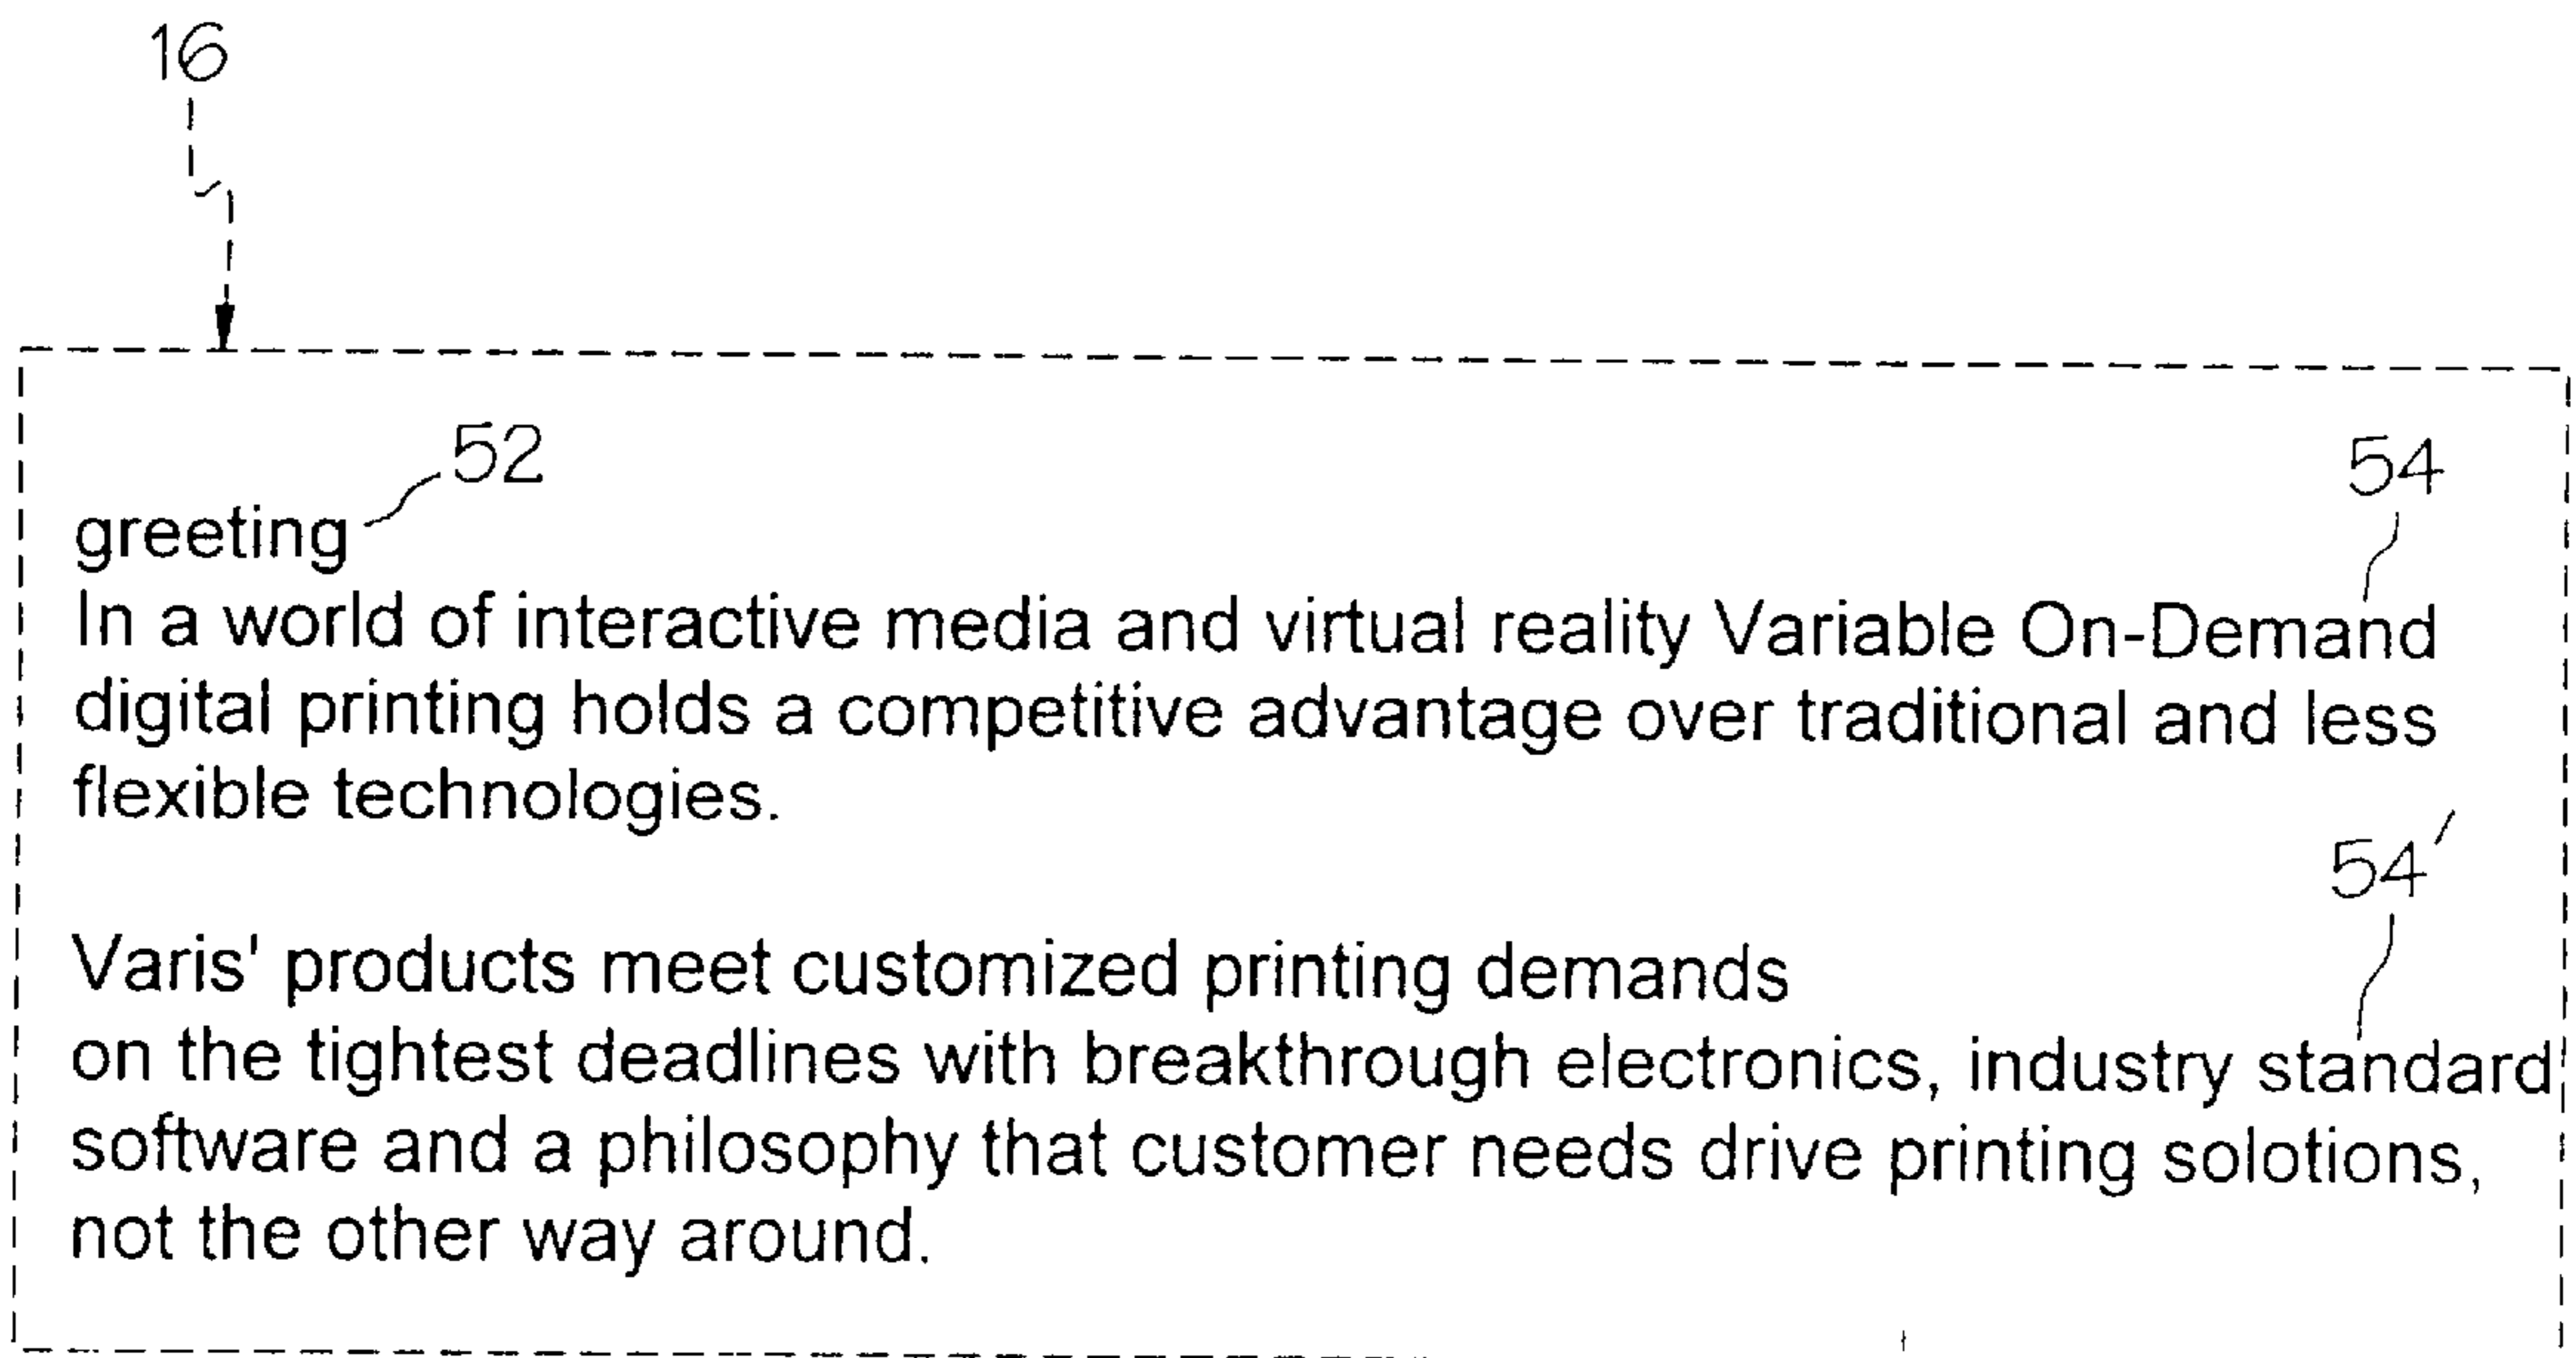 16
52
54
greeting
In a world of interactive media and virtual reality Variable On-Demand
digital printing holds a competitive advantage over traditional and less
flexible technologies.
54'
Varis' products meet customized printing demands
on the tightest deadlines with breakthrough electronics, industry standard
software and a philosophy that customer needs drive printing solotions,
not the other way around.